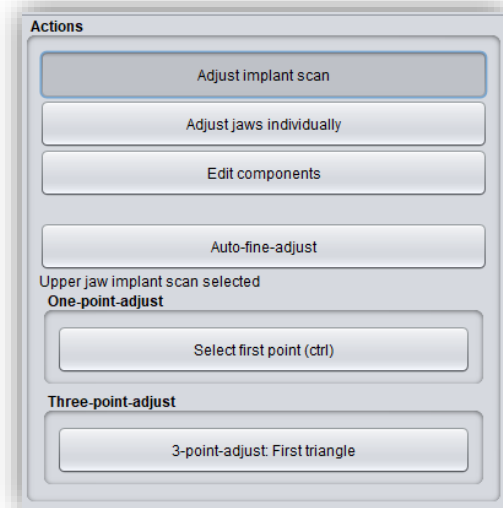 Actions
Adjust implant scan
Adjust jaws individually
Edit components
Auto-fine-adjust
Upper jaw implant scan selected
One-point-adjust
Select first point (ctrl)
Three-point-adjust
3-point-adjust: First triangle